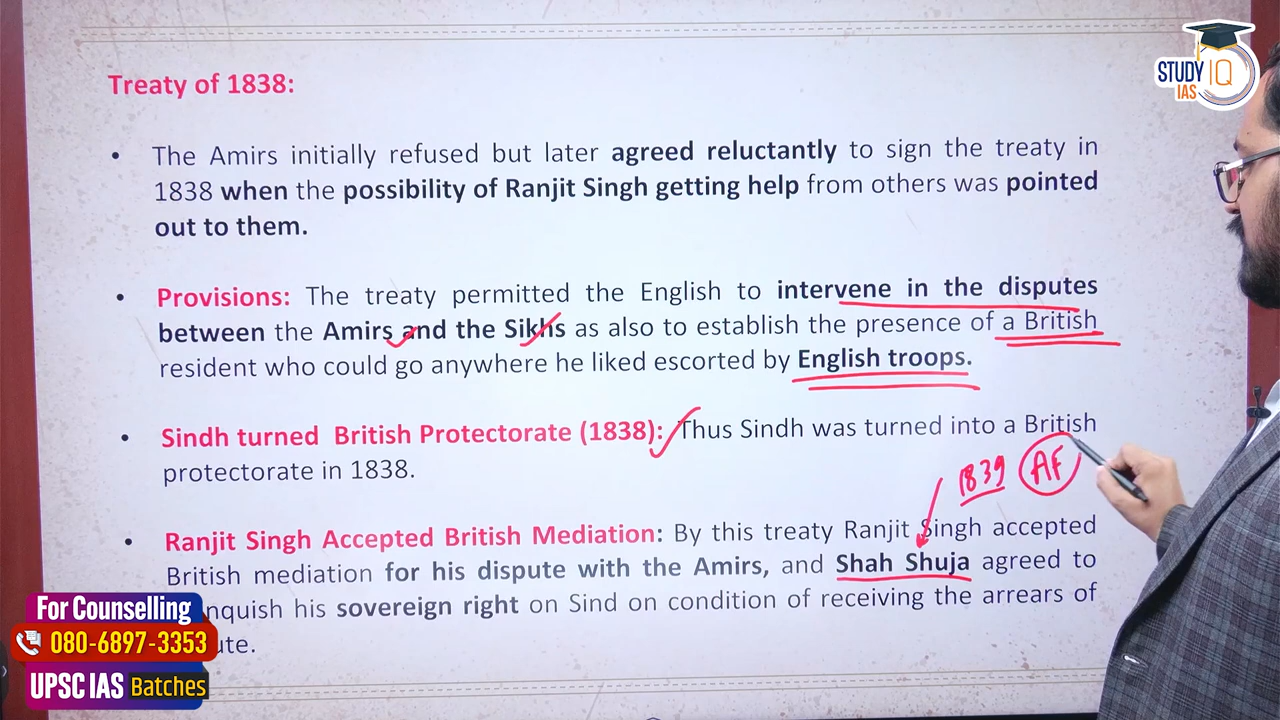 STUDY IQ
IAS
Treaty of 1838:
• The Amirs initially refused but later agreed reluctantly to sign the treaty in
1838 when the possibility of Ranjit Singh getting help from others was pointed
out to them.
• Provisions: The treaty permitted the English to intervene in the disputes
between the Amirs and the Sikhs as also to establish the presence of a British
resident who could go anywhere he liked escorted by English troops.
• Sindh turned British Protectorate (1838): Thus Sindh was turned into a British
protectorate in 1838.
1839 AF
• Ranjit Singh Accepted British Mediation: By this treaty Ranjit Singh accepted
British mediation for his dispute with the Amirs, and Shah Shuja agreed to
nquish his sovereign right on Sind on condition of receiving the arrears of
ute.
For Counselling
080-6897-3353
UPSC IAS Batches